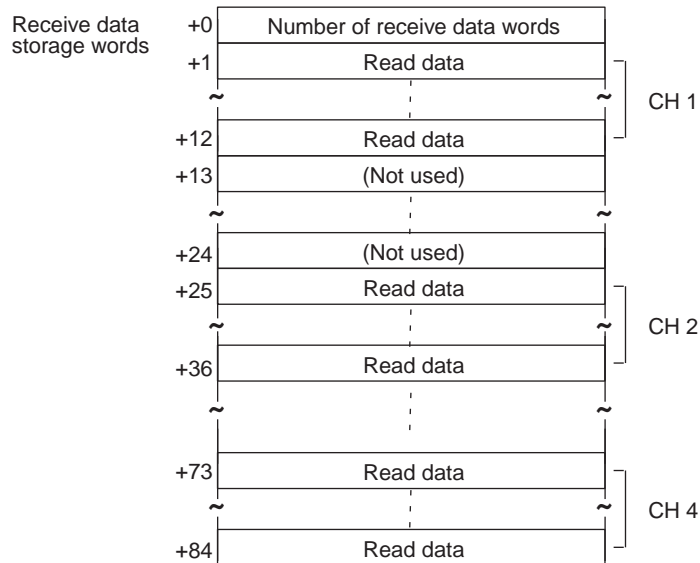 Receive data
storage words
+0 Number of receive data words
+1 Read data
CH 1
+12 Read data
+13 (Not used)
+24 (Not used)
+25 Read data
CH 2
+36 Read data
+73 Read data
CH 4
+84 Read data